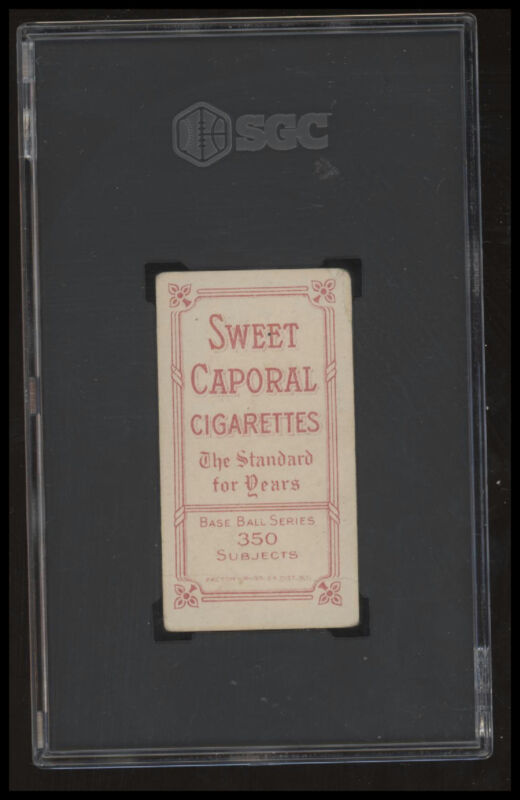 SGC
SWEET
CAPORAL
CIGARETTES
The Standard
for Years
BASE BALL SERIES
350
SUBJECTS